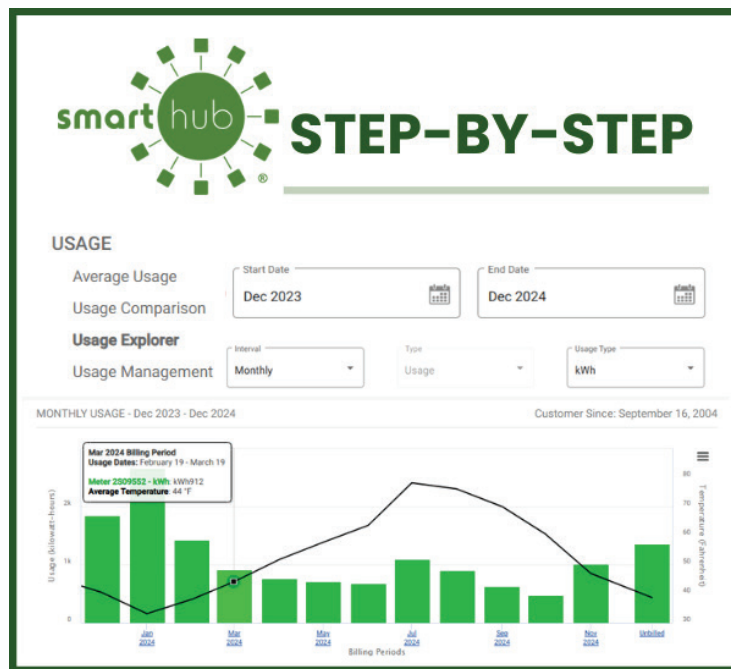 smart hub
®
STEP-BY-STEP
USAGE
Average Usage
Usage Comparison
Usage Explorer
Usage Management
Start Date
Dec 2023
End Date
Dec 2024
Interval
Monthly
Type
Usage
Usage Type
kWh
MONTHLY USAGE - Dec 2023 - Dec 2024
Customer Since: September 16, 2004
Mar 2024 Billing Period
Usage Dates: February 19 - March 19
Meter 2S09552 - kWh: kWh912
Average Temperature: 44 °F
Usage (kilowatt-hours)
2k
1k
0
80
70
60
50
40
30
Temperature (Fahrenheit)
Jan
2024
Mar
2024
May
2024
Jul
2024
Sep
2024
Nov
2024
Unbilled
Billing Periods